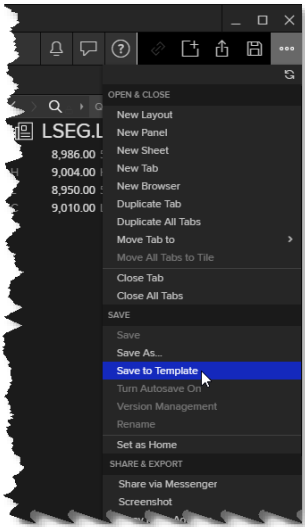 OPEN & CLOSE
LSEG.L
New Layout
New Panel
8,986.00
New Sheet
9,004.00
New Tab
8,950.00
New Browser
9,010.00
Duplicate Tab
Duplicate All Tabs
Move Tab to
Move All Tabs to Tile
Close Tab
Close All Tabs
SAVE
Save
Save As...
Save to Template
Turn Autosave On
Version Management
Rename
Set as Home
SHARE & EXPORT
Share via Messenger
Screenshot